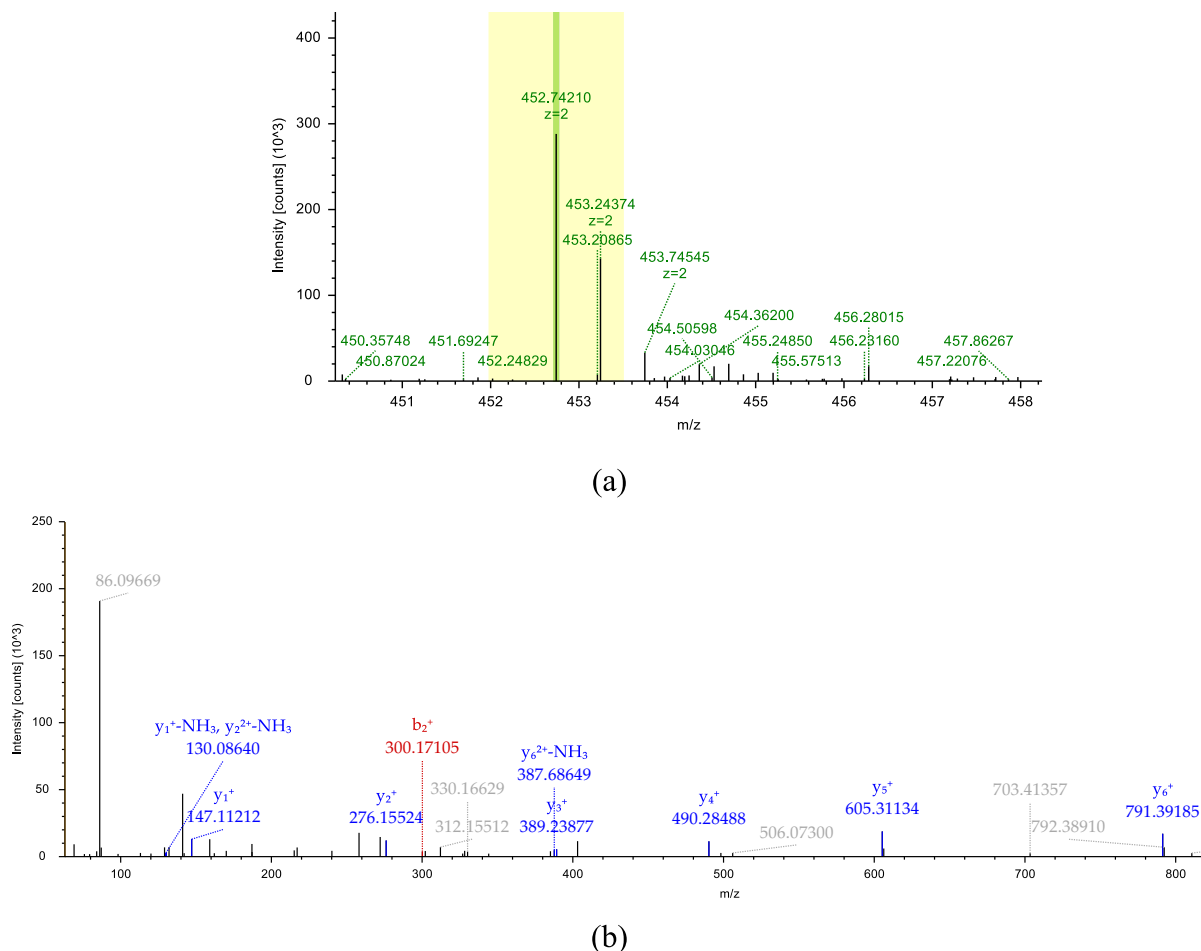 400
300
200
100
0
Intensity [counts] (10^3)
452.74210
z=2
453.24374
z=2
453.20865
453.74545
z=2
450.35748
450.87024
451.69247
452.24829
454.50598
454.03046
454.36200
455.24850
455.57513
456.28015
456.23160
457.86267
457.22076
451 452 453 454 455 456 457 458
m/z
(a)
250
200
150
100
50
0
Intensity [counts] (10^3)
86.09669
y₁⁺-NH₃, y₂²⁺-NH₃
130.08640
y₁⁺
147.11212
y₂⁺
276.15524
b₂⁺
300.17105
330.16629
312.15512
y₆²⁺-NH₃
387.68649
y₃⁺
389.23877
y₄⁺
490.28488
506.07300
y₅⁺
605.31134
703.41357
792.38910
y₆⁺
791.39185
100 200 300 400 500 600 700 800
m/z
(b)